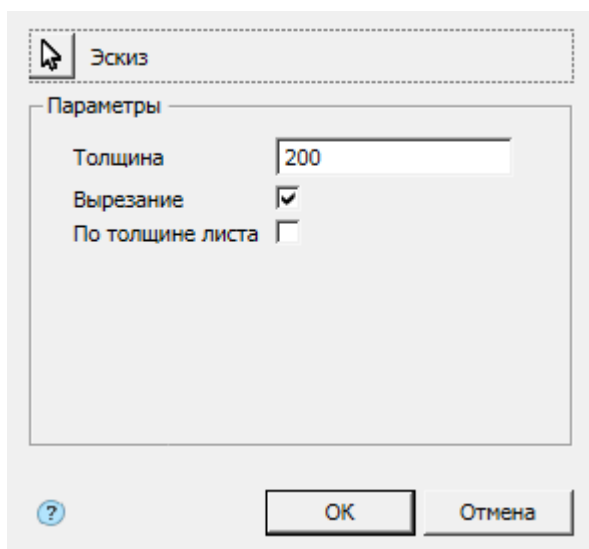 Эскиз
Параметры
Толщина 200
Вырезание
По толщине листа
? OK Отмена